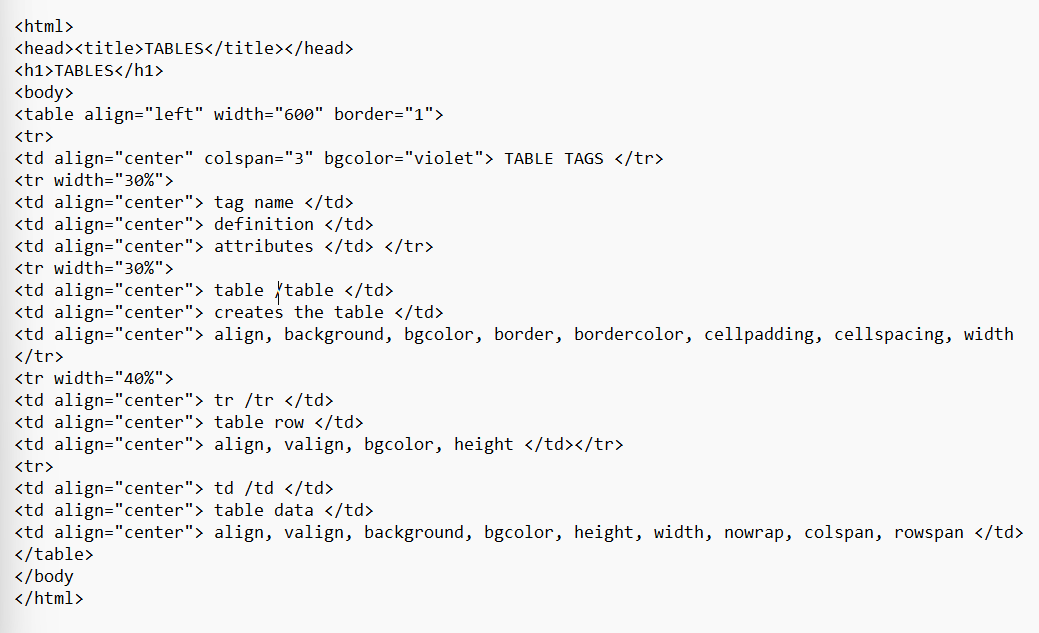 <html>
<head><title>TABLES</title></head>
<h1>TABLES</h1>
<body>
<table align="left" width="600" border="1">
<tr>
<td align="center" colspan="3" bgcolor="violet"> TABLE TAGS </tr>
<tr width="30%">
<td align="center"> tag name </td>
<td align="center"> definition </td>
<td align="center"> attributes </td> </tr>
<tr width="30%">
<td align="center"> table /table </td>
<td align="center"> creates the table </td>
<td align="center"> align, background, bgcolor, border, bordercolor, cellpadding, cellspacing, width
</tr>
<tr width="40%">
<td align="center"> tr /tr </td>
<td align="center"> table row </td>
<td align="center"> align, valign, bgcolor, height </td></tr>
<tr>
<td align="center"> td /td </td>
<td align="center"> table data </td>
<td align="center"> align, valign, background, bgcolor, height, width, nowrap, colspan, rowspan </td>
</table>
</body
</html>